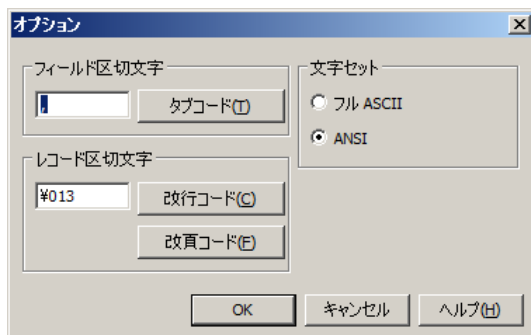 オプション
フィールド区切文字
,
タブコード(T)
レコード区切文字
¥013
改行コード(C)
改頁コード(F)
文字セット
フル ASCII
ANSI
OK
キャンセル
ヘルプ(H)